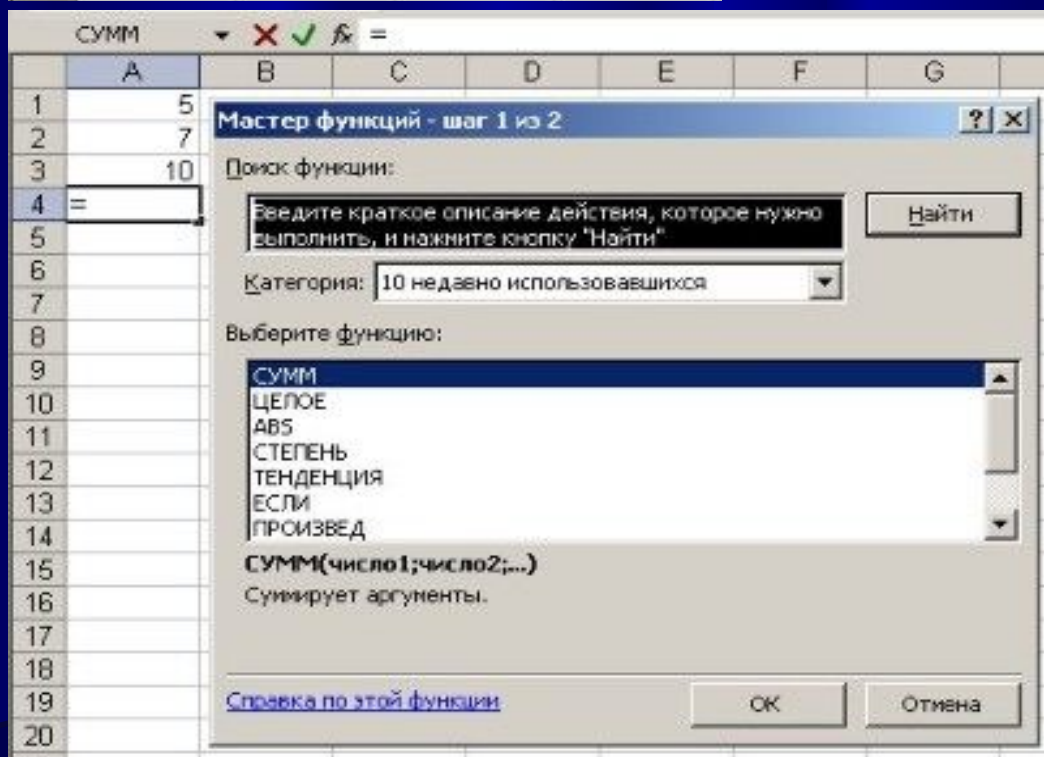 СУММ =
A B C D E F G
1 5
2 7
3 10
4 =
5
6
7
8
9
10
11
12
13
14
15
16
17
18
19
20
Мастер функций - шаг 1 из 2
Поиск функции:
Введите краткое описание действия, которое нужно
выполнить, и нажмите кнопку "Найти"
Найти
Категория: 10 недавно использовавшихся
Выберите функцию:
СУММ
ЦЕЛОЕ
ABS
СТЕПЕНЬ
ТЕНДЕНЦИЯ
ЕСЛИ
ПРОИЗВЕД
СУММ(число1;число2;...)
Суммирует аргументы.
Справка по этой функции
ОК
Отмена